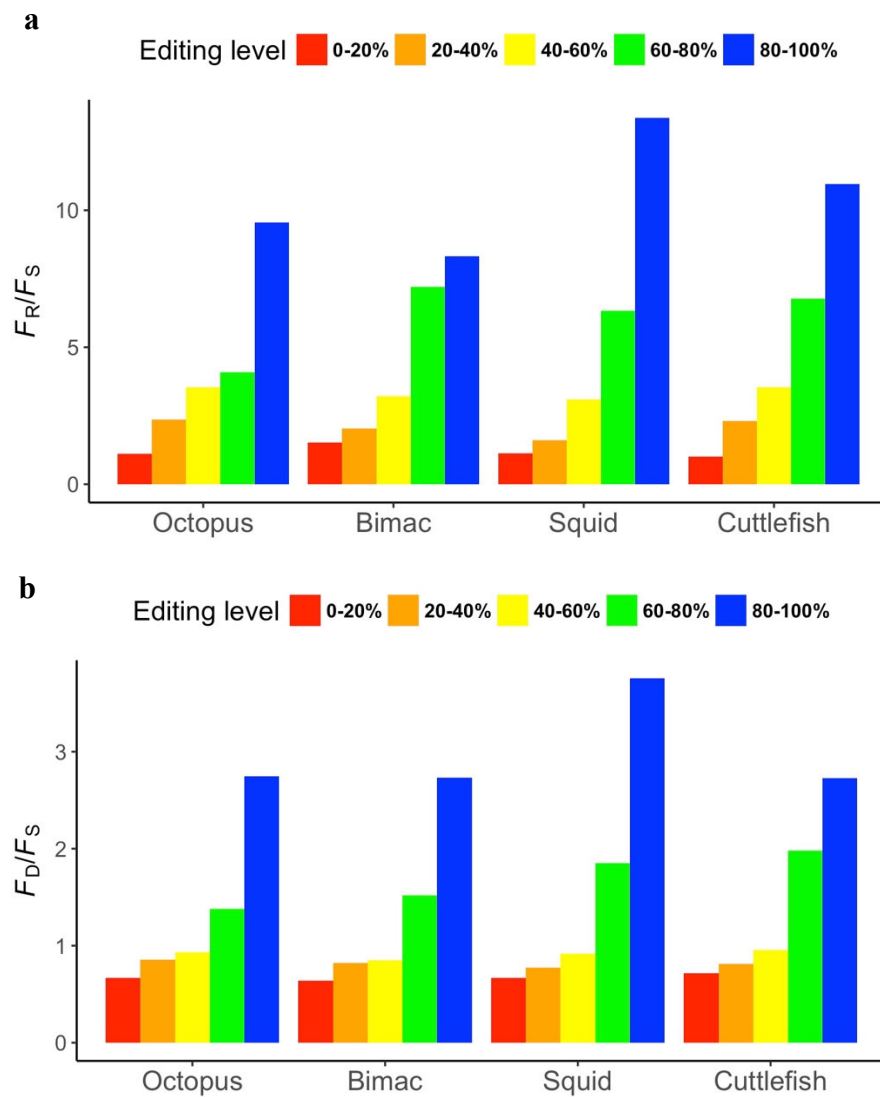 a
Editing level 0-20% 20-40% 40-60% 60-80% 80-100%
10
5
0
FR/FS
Octopus Bimac Squid Cuttlefish
b
Editing level 0-20% 20-40% 40-60% 60-80% 80-100%
3
2
1
0
FD/FS
Octopus Bimac Squid Cuttlefish